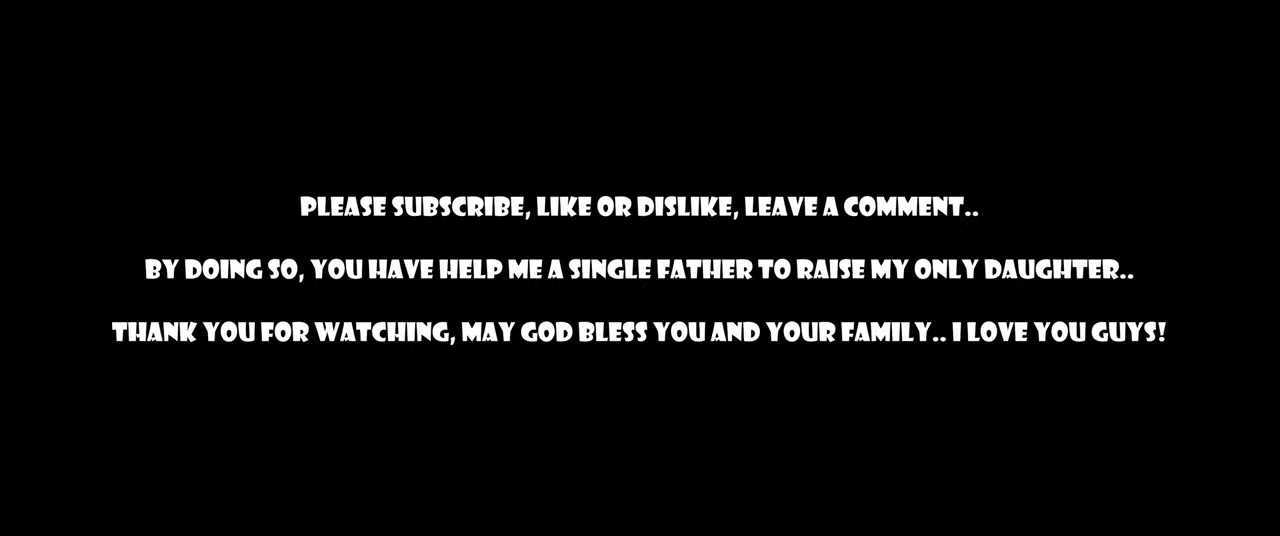 PLEASE SUBSCRIBE, LIKE OR DISLIKE, LEAVE A COMMENT..
BY DOING SO, YOU HAVE HELP ME A SINGLE FATHER TO RAISE MY ONLY DAUGHTER..
THANK YOU FOR WATCHING, MAY GOD BLESS YOU AND YOUR FAMILY.. I LOVE YOU GUYS!